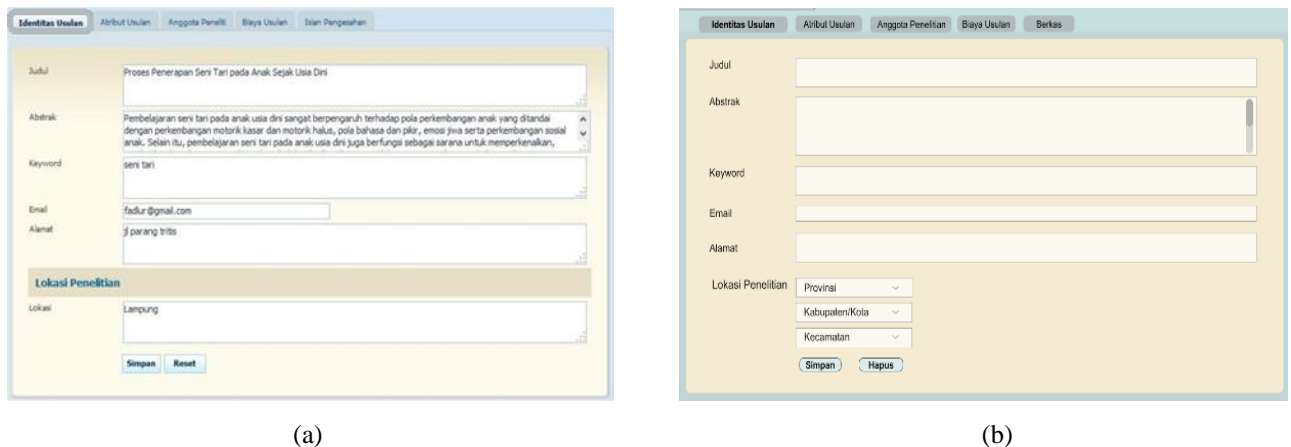 Identitas Usulan Atribut Usulan Anggota Peneliti Biaya Usulan Isian Pengesahan
Judul
Proses Penerapan Seni Tari pada Anak Sejak Usia Dini
Abstrak
Pembelajaran seni tari pada anak usia dini sangat berpengaruh terhadap pola perkembangan anak yang ditandai
dengan perkembangan motorik kasar dan motorik halus, pola bahasa dan pikir, emosi jiwa serta perkembangan sosial
anak. Selain itu, pembelajaran seni tari pada anak usia dini juga berfungsi sebagai sarana untuk memperkenalkan,
Keyword
seni tari
Email
fadlur@gmail.com
Alamat
jl parang tritis
Lokasi Penelitian
Lokasi
Lampung
Simpan Reset
(a)
Identitas Usulan Atribut Usulan Anggota Penelitian Biaya Usulan Berkas
Judul
Abstrak
Keyword
Email
Alamat
Lokasi Penelitian Provinsi
Kabupaten/Kota
Kecamatan
Simpan Hapus
(b)